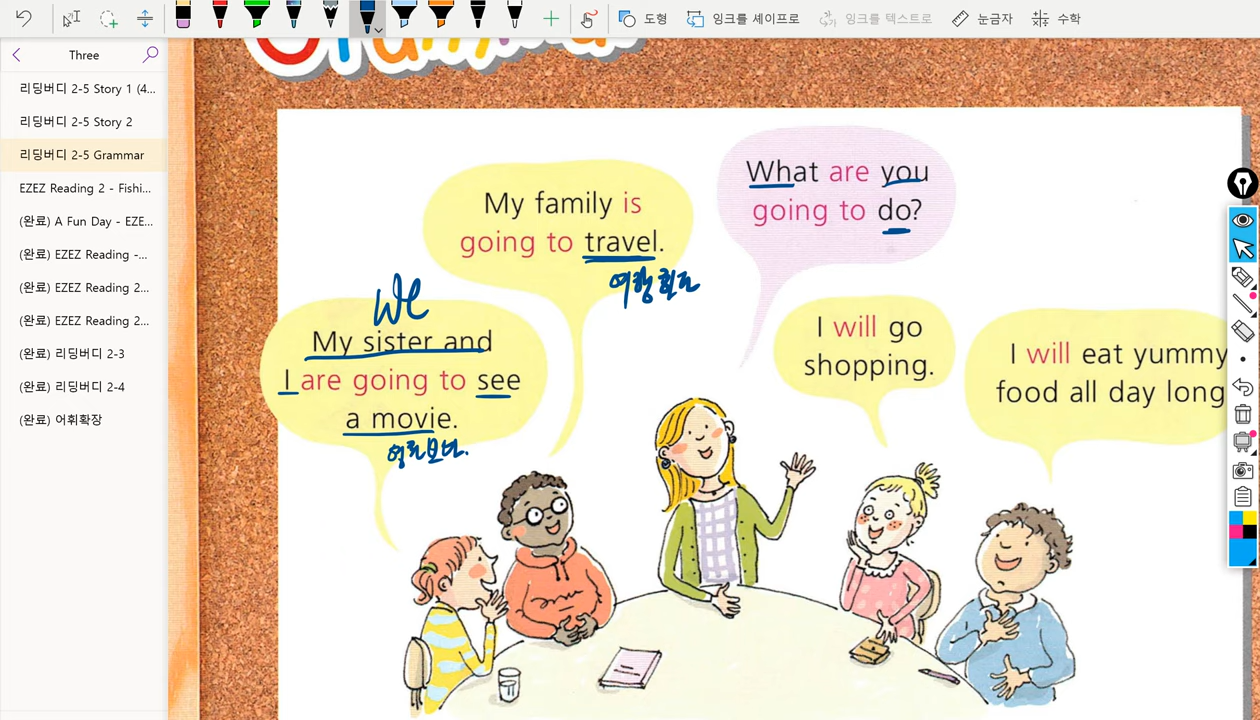 도형
잉크를 셰이프로
잉크를 텍스트로
눈금자
수학
Three
리딩버디 2-5 Story 1 (4...
리딩버디 2-5 Story 2
리딩버디 2-5 Grammar
EZEZ Reading 2 - Fishi...
(완료) A Fun Day - EZE...
(완료) EZEZ Reading -...
(완료) EZEZ Reading 2...
(완료) EZEZ Reading 2...
(완료) 리딩버디 2-3
(완료) 리딩버디 2-4
(완료) 어휘확장
What are you
going to do?
My family is
going to travel.
여행
We
My sister and
I are going to see
a movie.
보다.
I will go
shopping.
I will eat yummy
food all day long